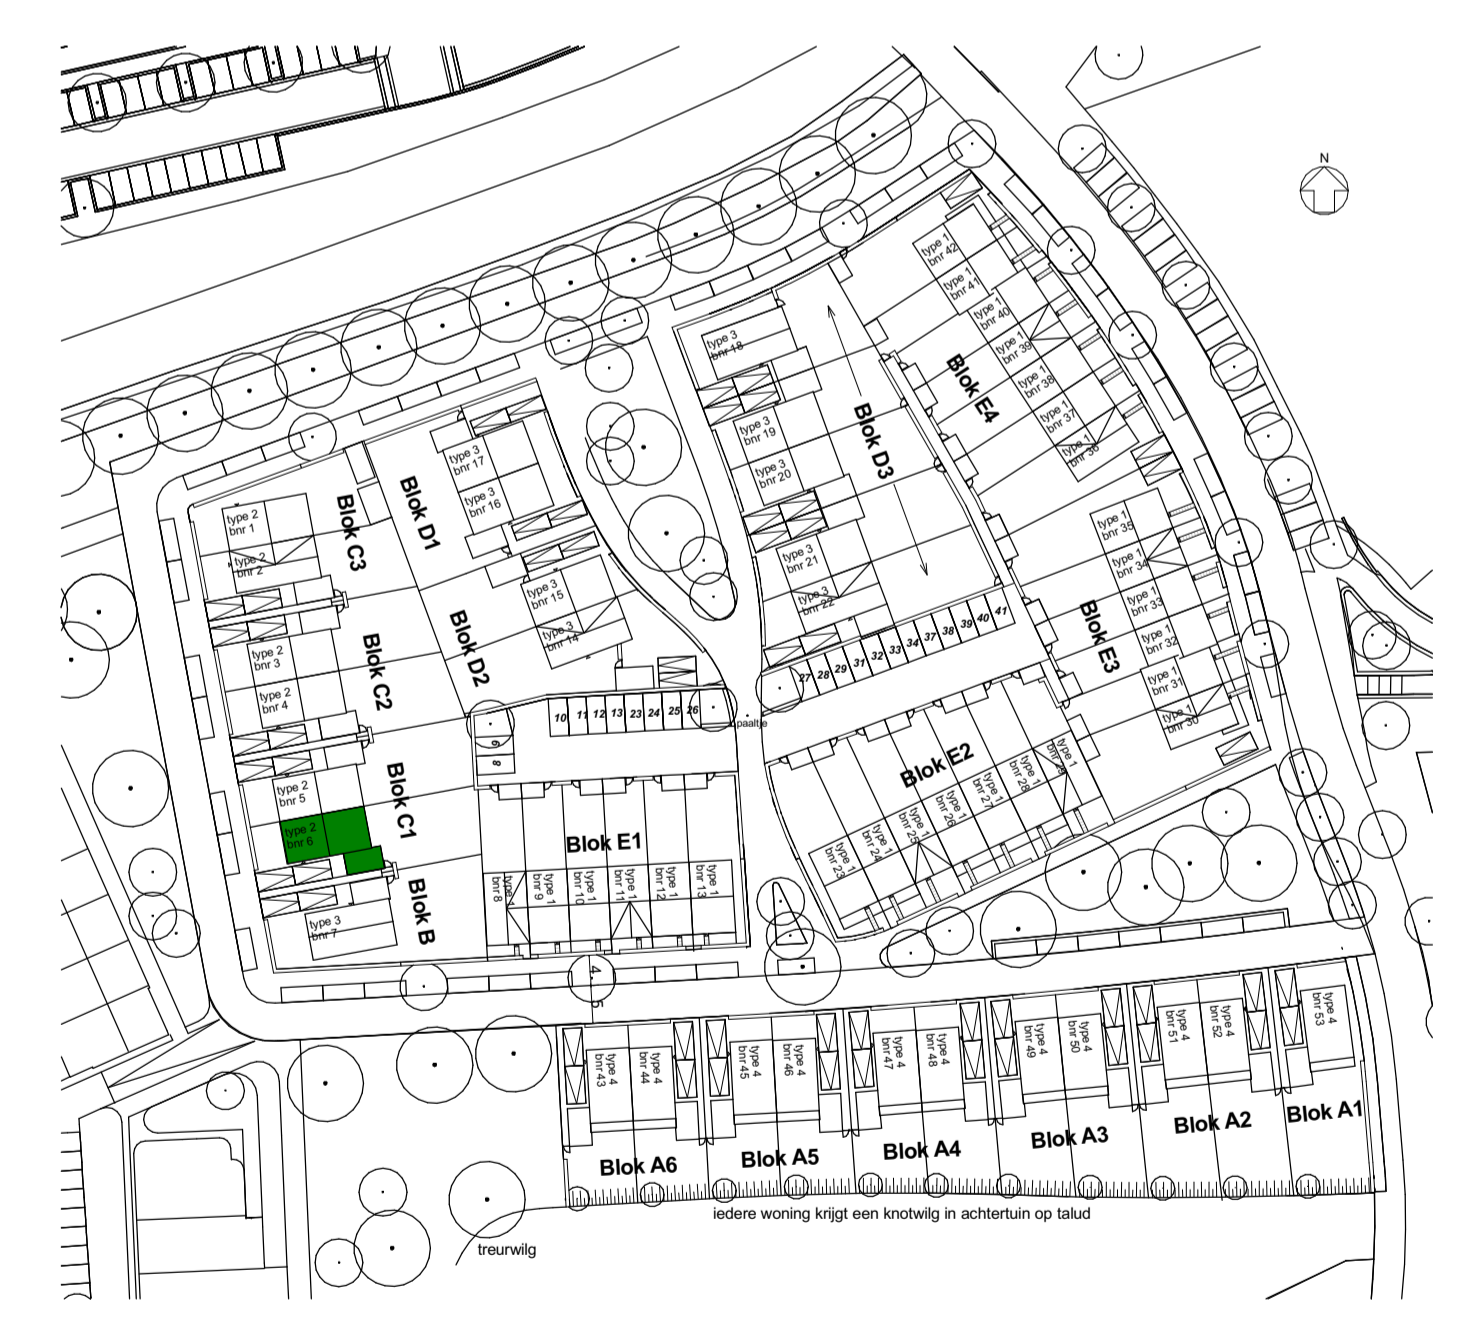 N
type 1
bnr 42
type 1
bnr 41
type 1
bnr 40
type 1
bnr 39
type 1
bnr 38
type 1
bnr 37
type 1
bnr 36
Blok E4
type 3
bnr 18
type 3
bnr 19
type 3
bnr 20
Blok D3
type 3
bnr 21
type 3
bnr 22
type 3
bnr 17
type 3
bnr 16
Blok D1
type 2
bnr 1
type 2
bnr 2
Blok C3
type 3
bnr 15
type 3
bnr 14
Blok D2
type 1
bnr 35
type 1
bnr 34
type 1
bnr 33
type 1
bnr 32
type 1
bnr 31
type 1
bnr 30
Blok E3
type 2
bnr 3
type 2
bnr 4
Blok C2
27 28 29 31 32 33 34 37 38 39 40 41
10 11 12 13 23 24 25 26
paaltje
8
type 2
bnr 5
type 2
bnr 6
Blok C1
type 3
bnr 7
Blok B
Blok E1
type 1
bnr 8
type 1
bnr 9
type 1
bnr 10
type 1
bnr 11
type 1
bnr 12
type 1
bnr 13
Blok E2
type 1
bnr 23
type 1
bnr 24
type 1
bnr 25
type 1
bnr 26
type 1
bnr 27
type 1
bnr 28
type 1
bnr 29
type 4
bnr 43
type 4
bnr 44
type 4
bnr 45
type 4
bnr 46
type 4
bnr 47
type 4
bnr 48
type 4
bnr 49
type 4
bnr 50
type 4
bnr 51
type 4
bnr 52
type 4
bnr 53
Blok A6
Blok A5
Blok A4
Blok A3
Blok A2
Blok A1
iedere woning krijgt een knotwilg in achtertuin op talud
treurwilg